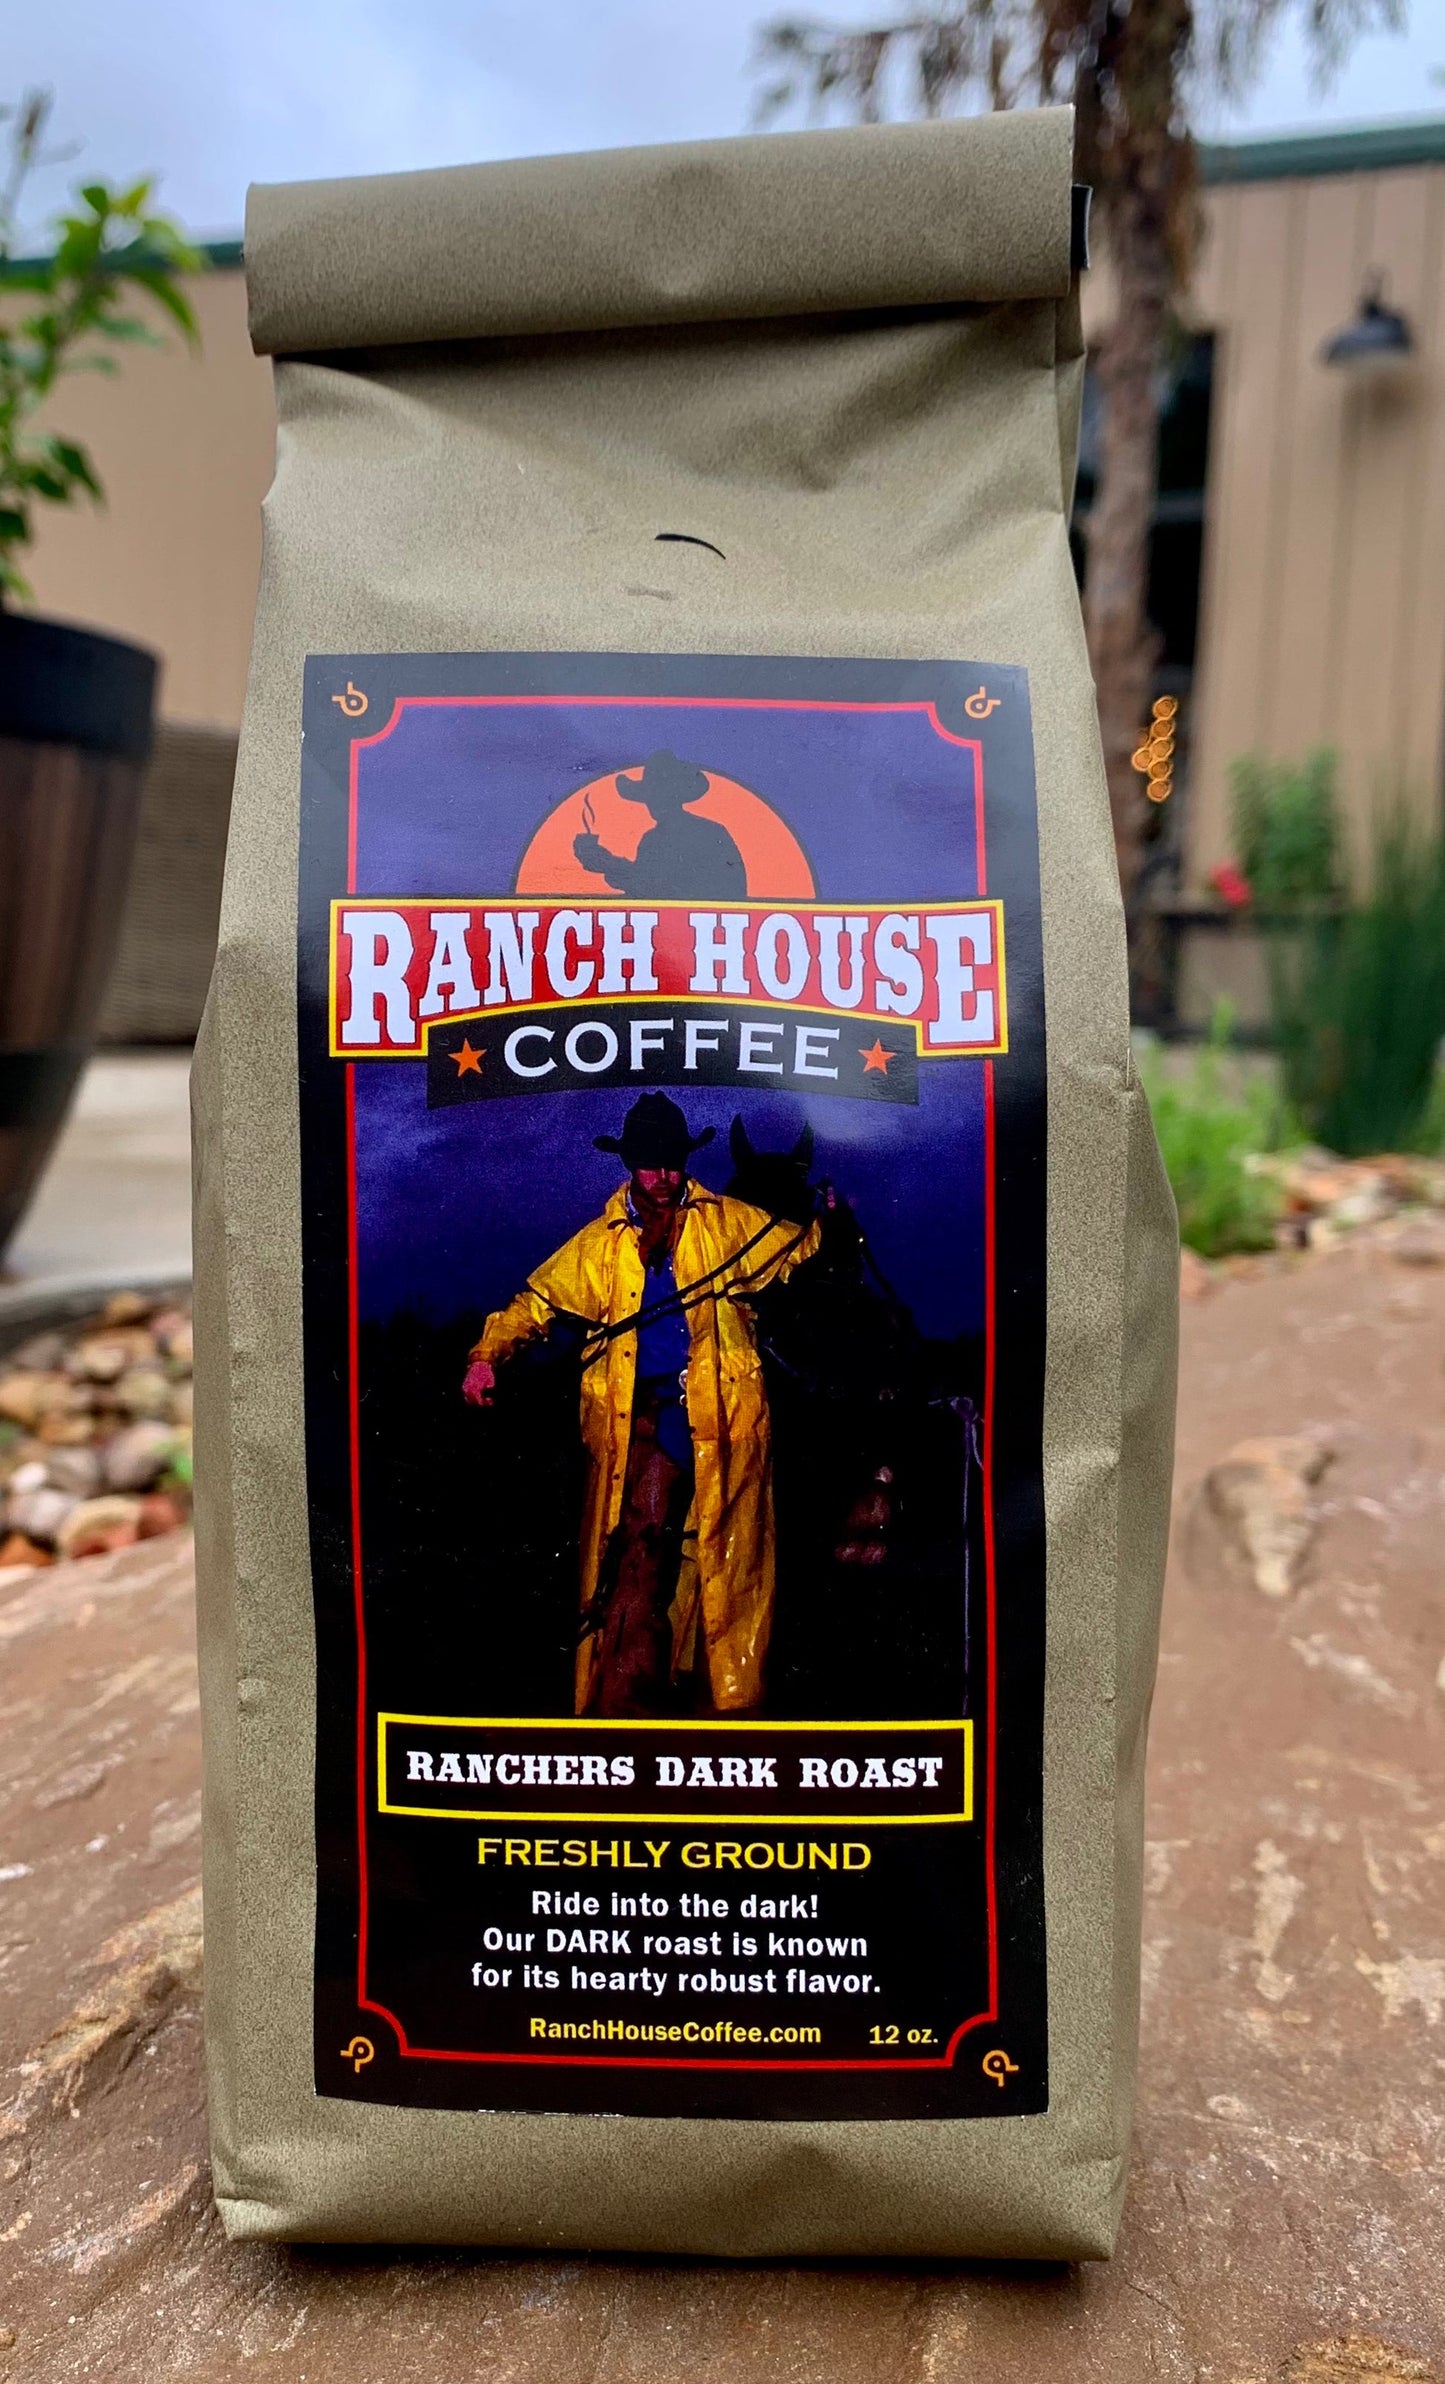 RANCH HOUSE
COFFEE
RANCHERS DARK ROAST
FRESHLY GROUND
Ride into the dark!
Our DARK roast is known
for its hearty robust flavor.
RanchHouseCoffee.com 12 oz.